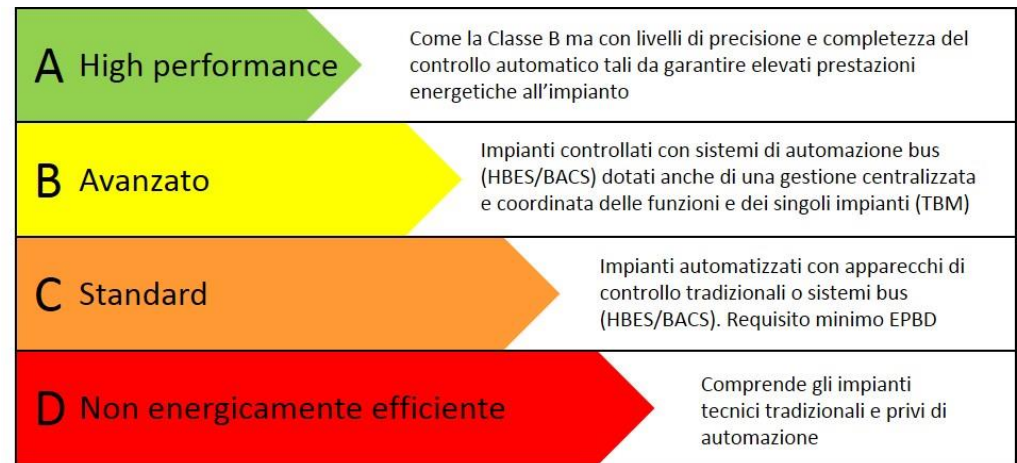 A High performance
Come la Classe B ma con livelli di precisione e completezza del
controllo automatico tali da garantire elevati prestazioni
energetiche all'impianto
B Avanzato
Impianti controllati con sistemi di automazione bus
(HBES/BACS) dotati anche di una gestione centralizzata
e coordinata delle funzioni e dei singoli impianti (TBM)
C Standard
Impianti automatizzati con apparecchi di
controllo tradizionali o sistemi bus
(HBES/BACS). Requisito minimo EPBD
D Non energicamente efficiente
Comprende gli impianti
tecnici tradizionali e privi di
automazione